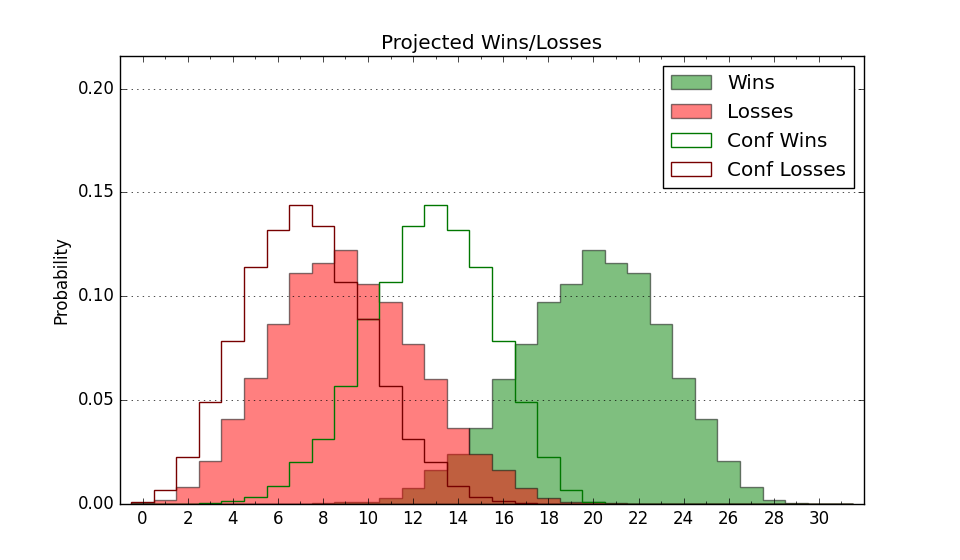 Projected Wins/Losses
Wins
Losses
Conf Wins
Conf Losses
Probability
0.20
0.15
0.10
0.05
0.00
0 2 4 6 8 10 12 14 16 18 20 22 24 26 28 30